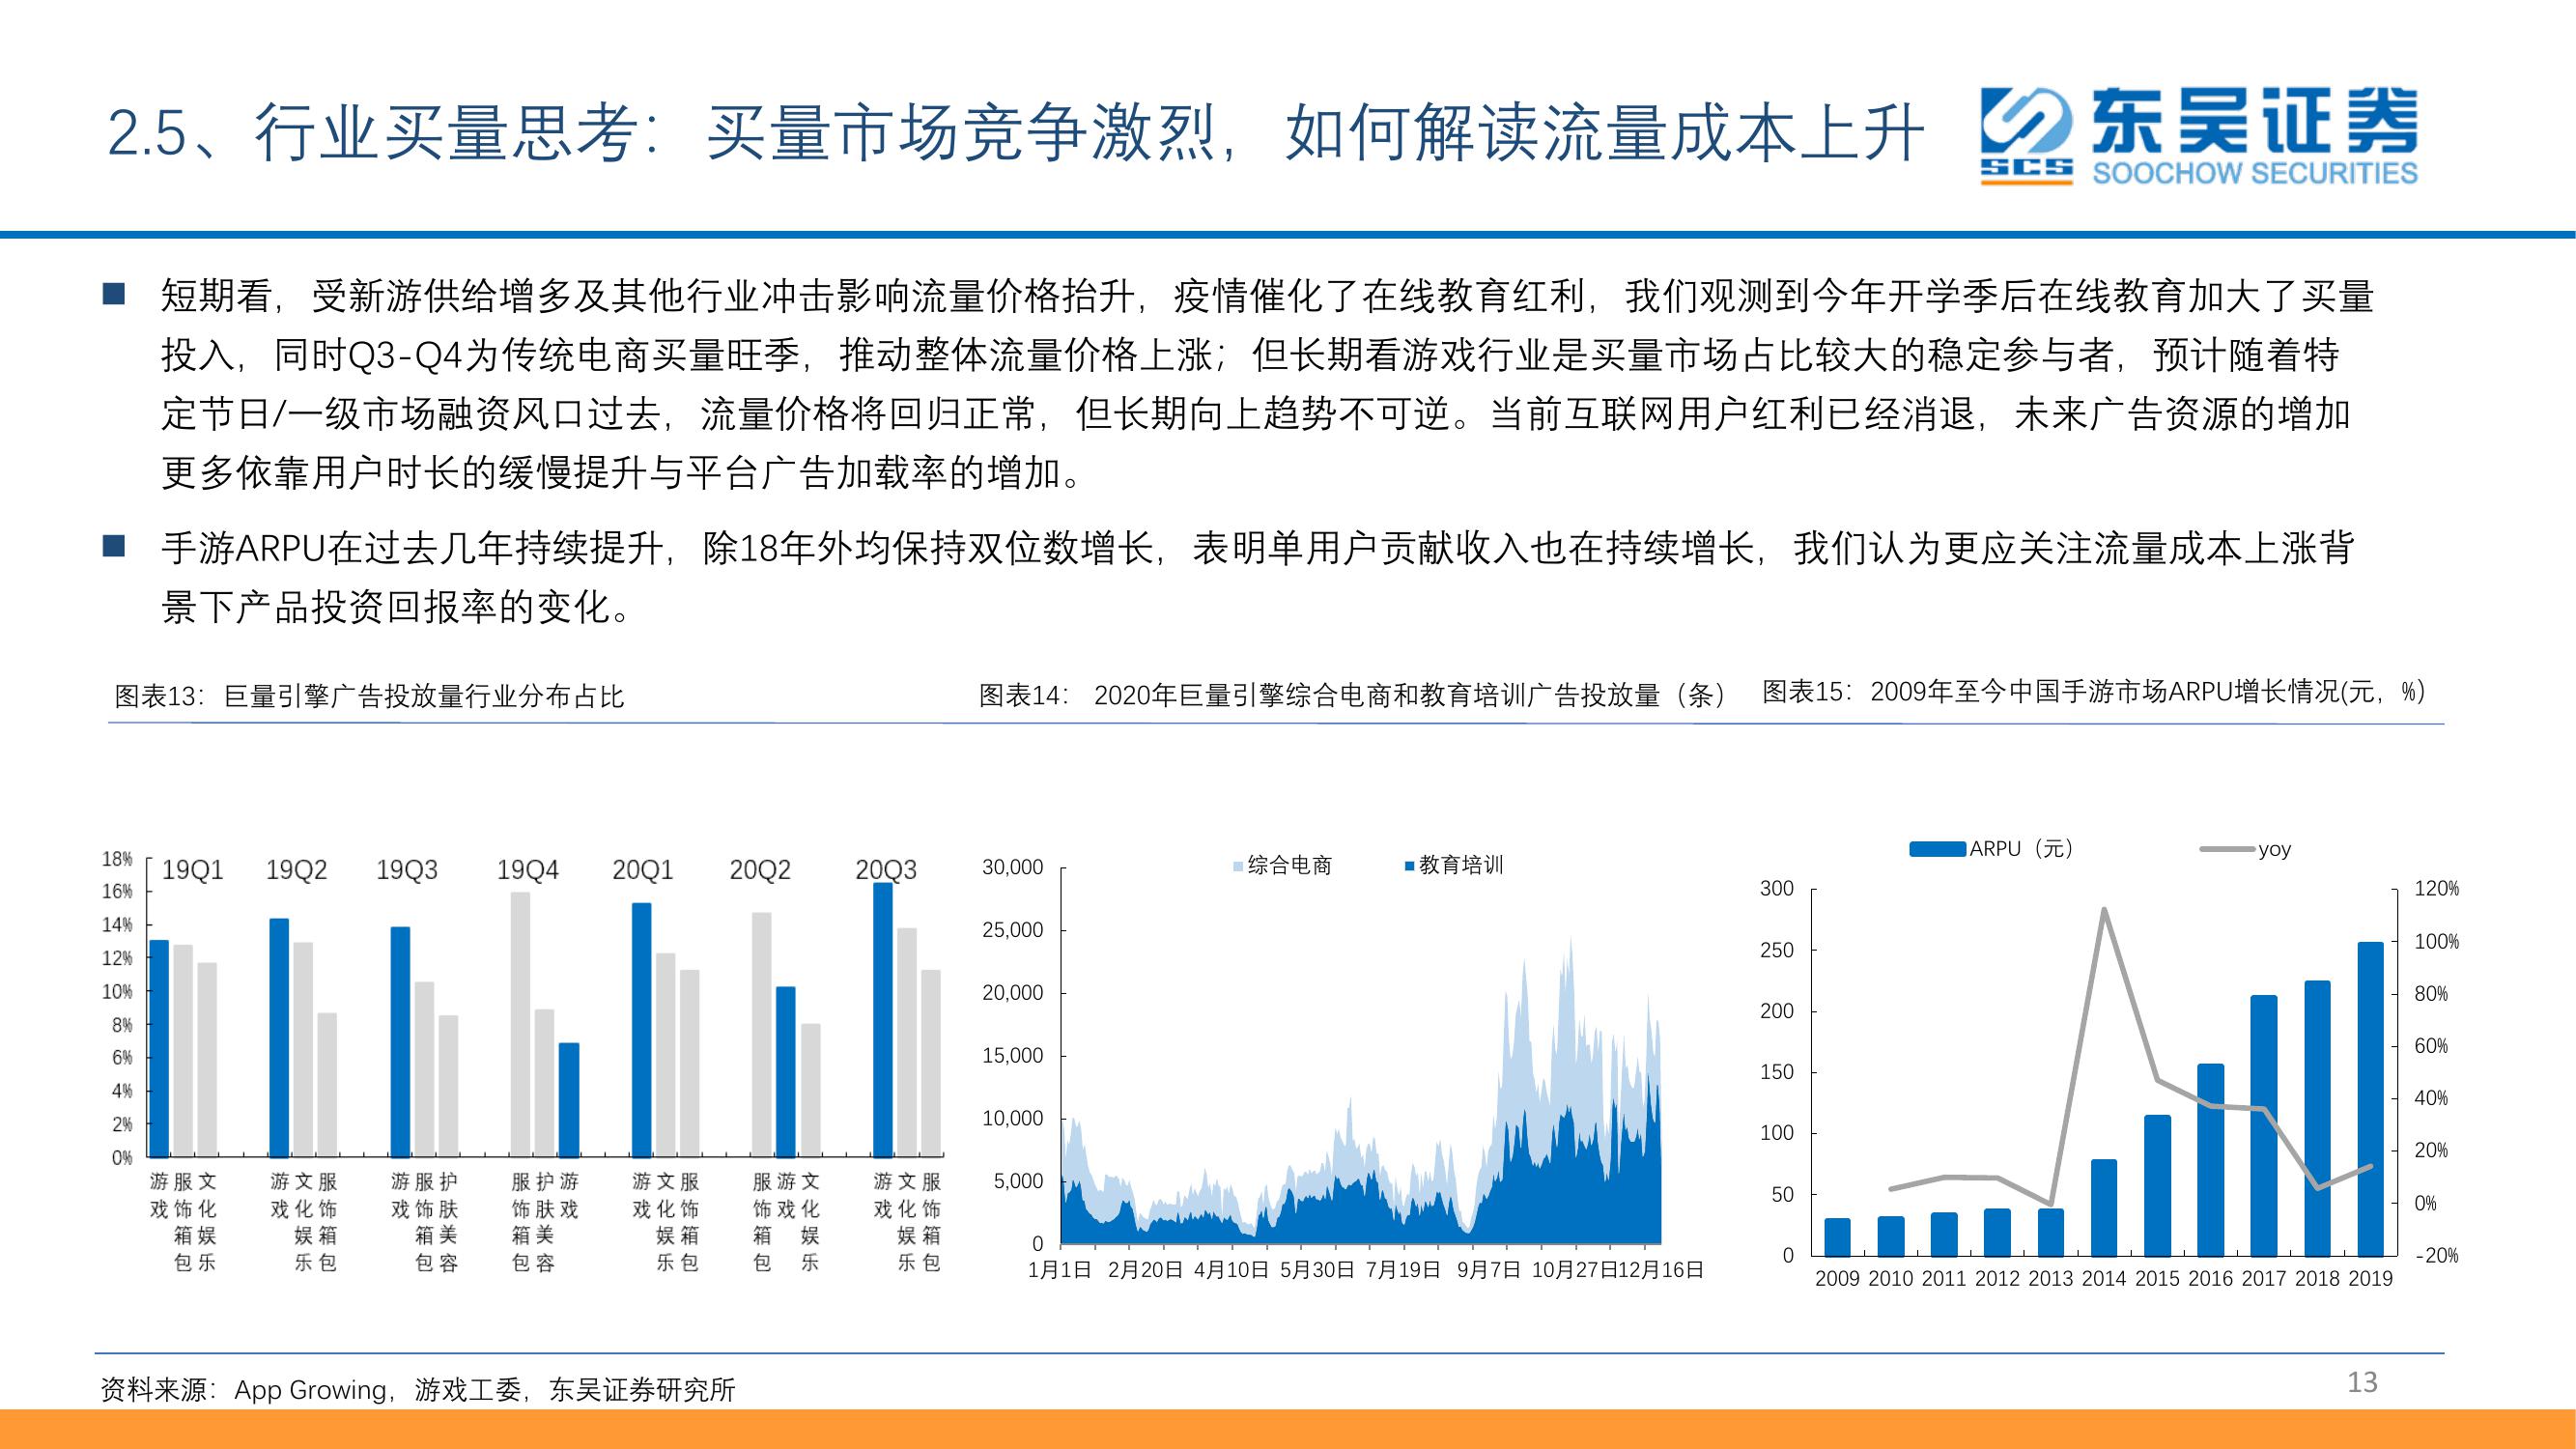 2.5、行业买量思考：买量市场竞争激烈，如何解读流量成本上升
SCS
东吴证券
SOOCHOW SECURITIES
短期看，受新游供给增多及其他行业冲击影响流量价格抬升，疫情催化了在线教育红利，我们观测到今年开学季后在线教育加大了买量
投入，同时Q3-Q4为传统电商买量旺季，推动整体流量价格上涨；但长期看游戏行业是买量市场占比较大的稳定参与者，预计随着特
定节日/一级市场融资风口过去，流量价格将回归正常，但长期向上趋势不可逆。当前互联网用户红利已经消退，未来广告资源的增加
更多依靠用户时长的缓慢提升与平台广告加载率的增加。
手游ARPU在过去几年持续提升，除18年外均保持双位数增长，表明单用户贡献收入也在持续增长，我们认为更应关注流量成本上涨背
景下产品投资回报率的变化。
图表13：巨量引擎广告投放量行业分布占比
18%
16%
14%
12%
10%
8%
6%
4%
2%
0%
19Q1 19Q2 19Q3 19Q4 20Q1 20Q2 20Q3
游戏 服饰箱包 文化娱乐
游戏 文化娱乐 服饰箱包
游戏 服饰箱包 护肤美容
服饰箱包 护肤美容 游戏
游戏 文化娱乐 服饰箱包
服饰箱包 游戏 文化娱乐
游戏 文化娱乐 服饰箱包
图表14： 2020年巨量引擎综合电商和教育培训广告投放量（条）
综合电商 教育培训
30,000
25,000
20,000
15,000
10,000
5,000
0
1月1日 2月20日 4月10日 5月30日 7月19日 9月7日 10月27日 12月16日
图表15：2009年至今中国手游市场ARPU增长情况(元，%)
ARPU（元） yoy
300
250
200
150
100
50
0
120%
100%
80%
60%
40%
20%
0%
-20%
2009 2010 2011 2012 2013 2014 2015 2016 2017 2018 2019
资料来源：App Growing，游戏工委，东吴证券研究所
13